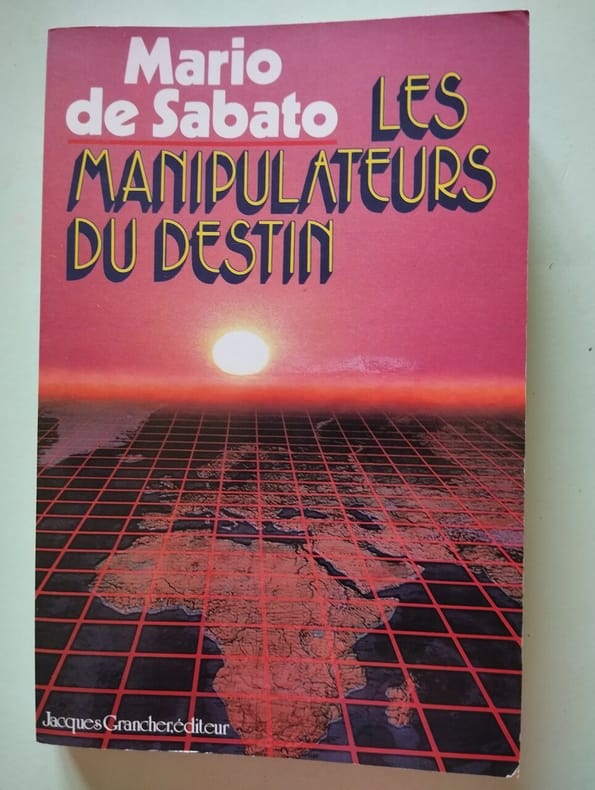 Mario
de Sabato
LES
MANIPULATEURS
DU DESTIN
Jacques Grancher, éditeur